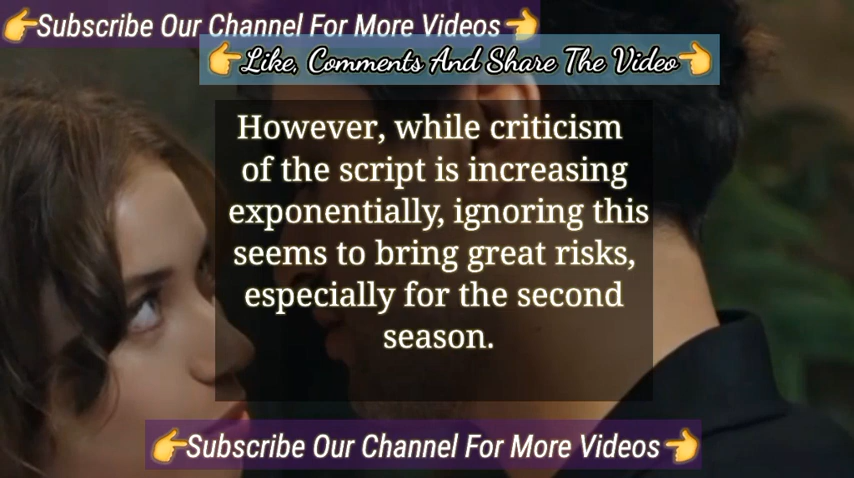 👉Subscribe Our Channel For More Videos👈
👉Like, Comments And Share The Video👈
However, while criticism
of the script is increasing
exponentially, ignoring this
seems to bring great risks,
especially for the second
season.
👉Subscribe Our Channel For More Videos👈